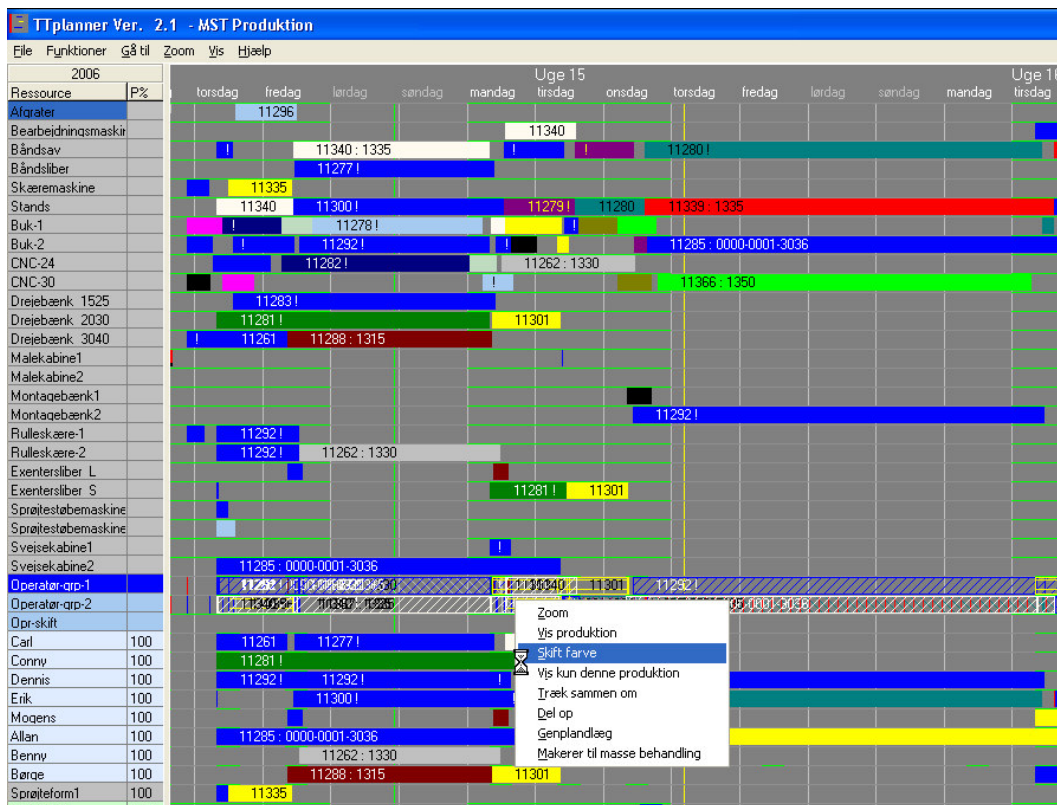 TTplanner Ver. 2.1 - MST Produktion
File Funktioner Gå til Zoom Vis Hjælp
2006 Uge 15 Uge 16
Ressource P% torsdag fredag lørdag søndag mandag tirsdag onsdag torsdag fredag lørdag søndag mandag tirsdag
Afgrater 11296
Bearbejdningsmaskin 11340
Båndsav ! 11340 : 1335 ! ! 11280 !
Båndsliber 11277 !
Skæremaskine 11335
Stands 11340 11300 ! 11279 ! 11280 11339 : 1335
Buk-1 ! 11278 ! !
Buk-2 ! 11292 ! ! 11285 : 0000-0001-3036
CNC-24 11282 ! 11262 : 1330
CNC-30 ! 11366 : 1350
Drejebænk 1525 11283 !
Drejebænk 2030 11281 ! 11301
Drejebænk 3040 ! 11261 11288 : 1315
Malekabine1
Malekabine2
Montagebænk1
Montagebænk2 11292 !
Rulleskære-1 11292 !
Rulleskære-2 11292 ! 11262 : 1330
Exentersliber L
Exentersliber S 11281 ! 11301
Sprøjtestøbemaskine
Sprøjtestøbemaskine
Svejsekabine1 !
Svejsekabine2 11285 : 0000-0001-3036
Operatør-grp-1 11301 11292 !
Operatør-grp-2
Opr-skift
Carl 100 11261 11277 !
Conny 100 11281 !
Dennis 100 11292 ! 11292 ! !
Erik 100 11300 !
Mogens 100
Allan 100 11285 : 0000-0001-3036
Benny 100 11262 : 1330
Børge 100 11288 : 1315 11301
Sprøjteform1 11335
Zoom
Vis produktion
Skift farve
Vis kun denne produktion
Træk sammen om
Del op
Genplandlæg
Makerer til masse behandling